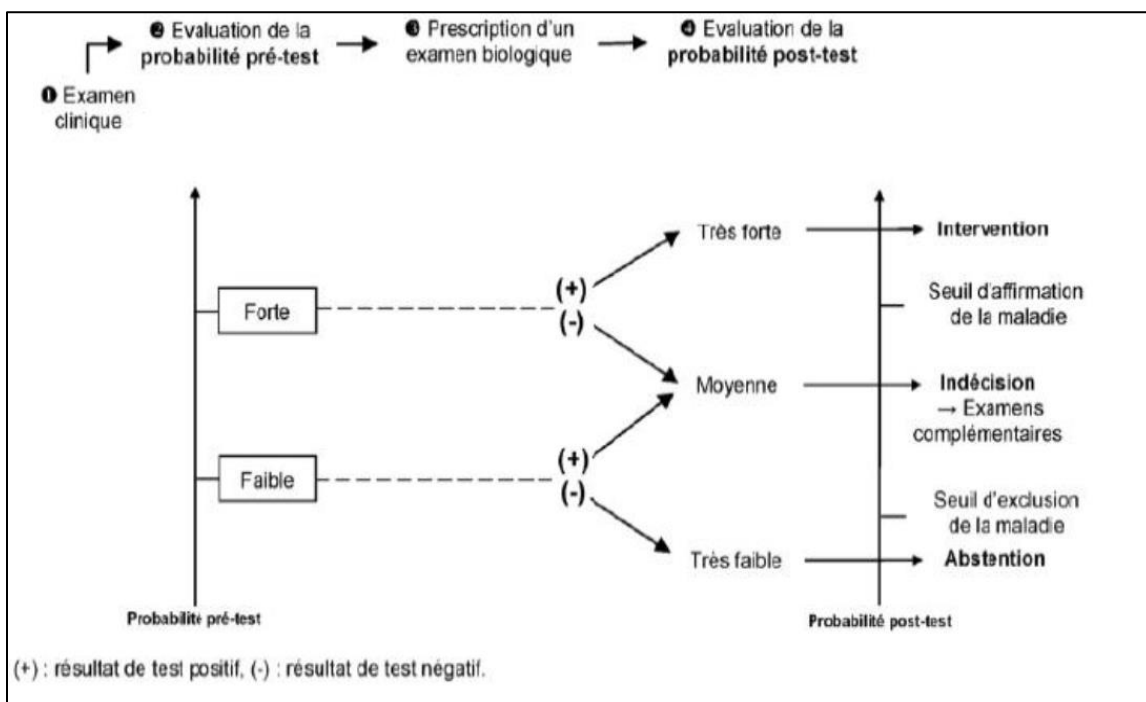 ❷ Evaluation de la
probabilité pré-test
❸ Prescription d'un
examen biologique
❹ Evaluation de la
probabilité post-test
❶ Examen
clinique
Très forte
Intervention
(+)
Forte
(-)
Seuil d'affirmation
de la maladie
Moyenne
Indécision
→ Examens
complémentaires
(+)
Faible
(-)
Seuil d'exclusion
de la maladie
Très faible
Abstention
Probabilité pré-test
Probabilité post-test
(+) : résultat de test positif, (-) : résultat de test négatif.